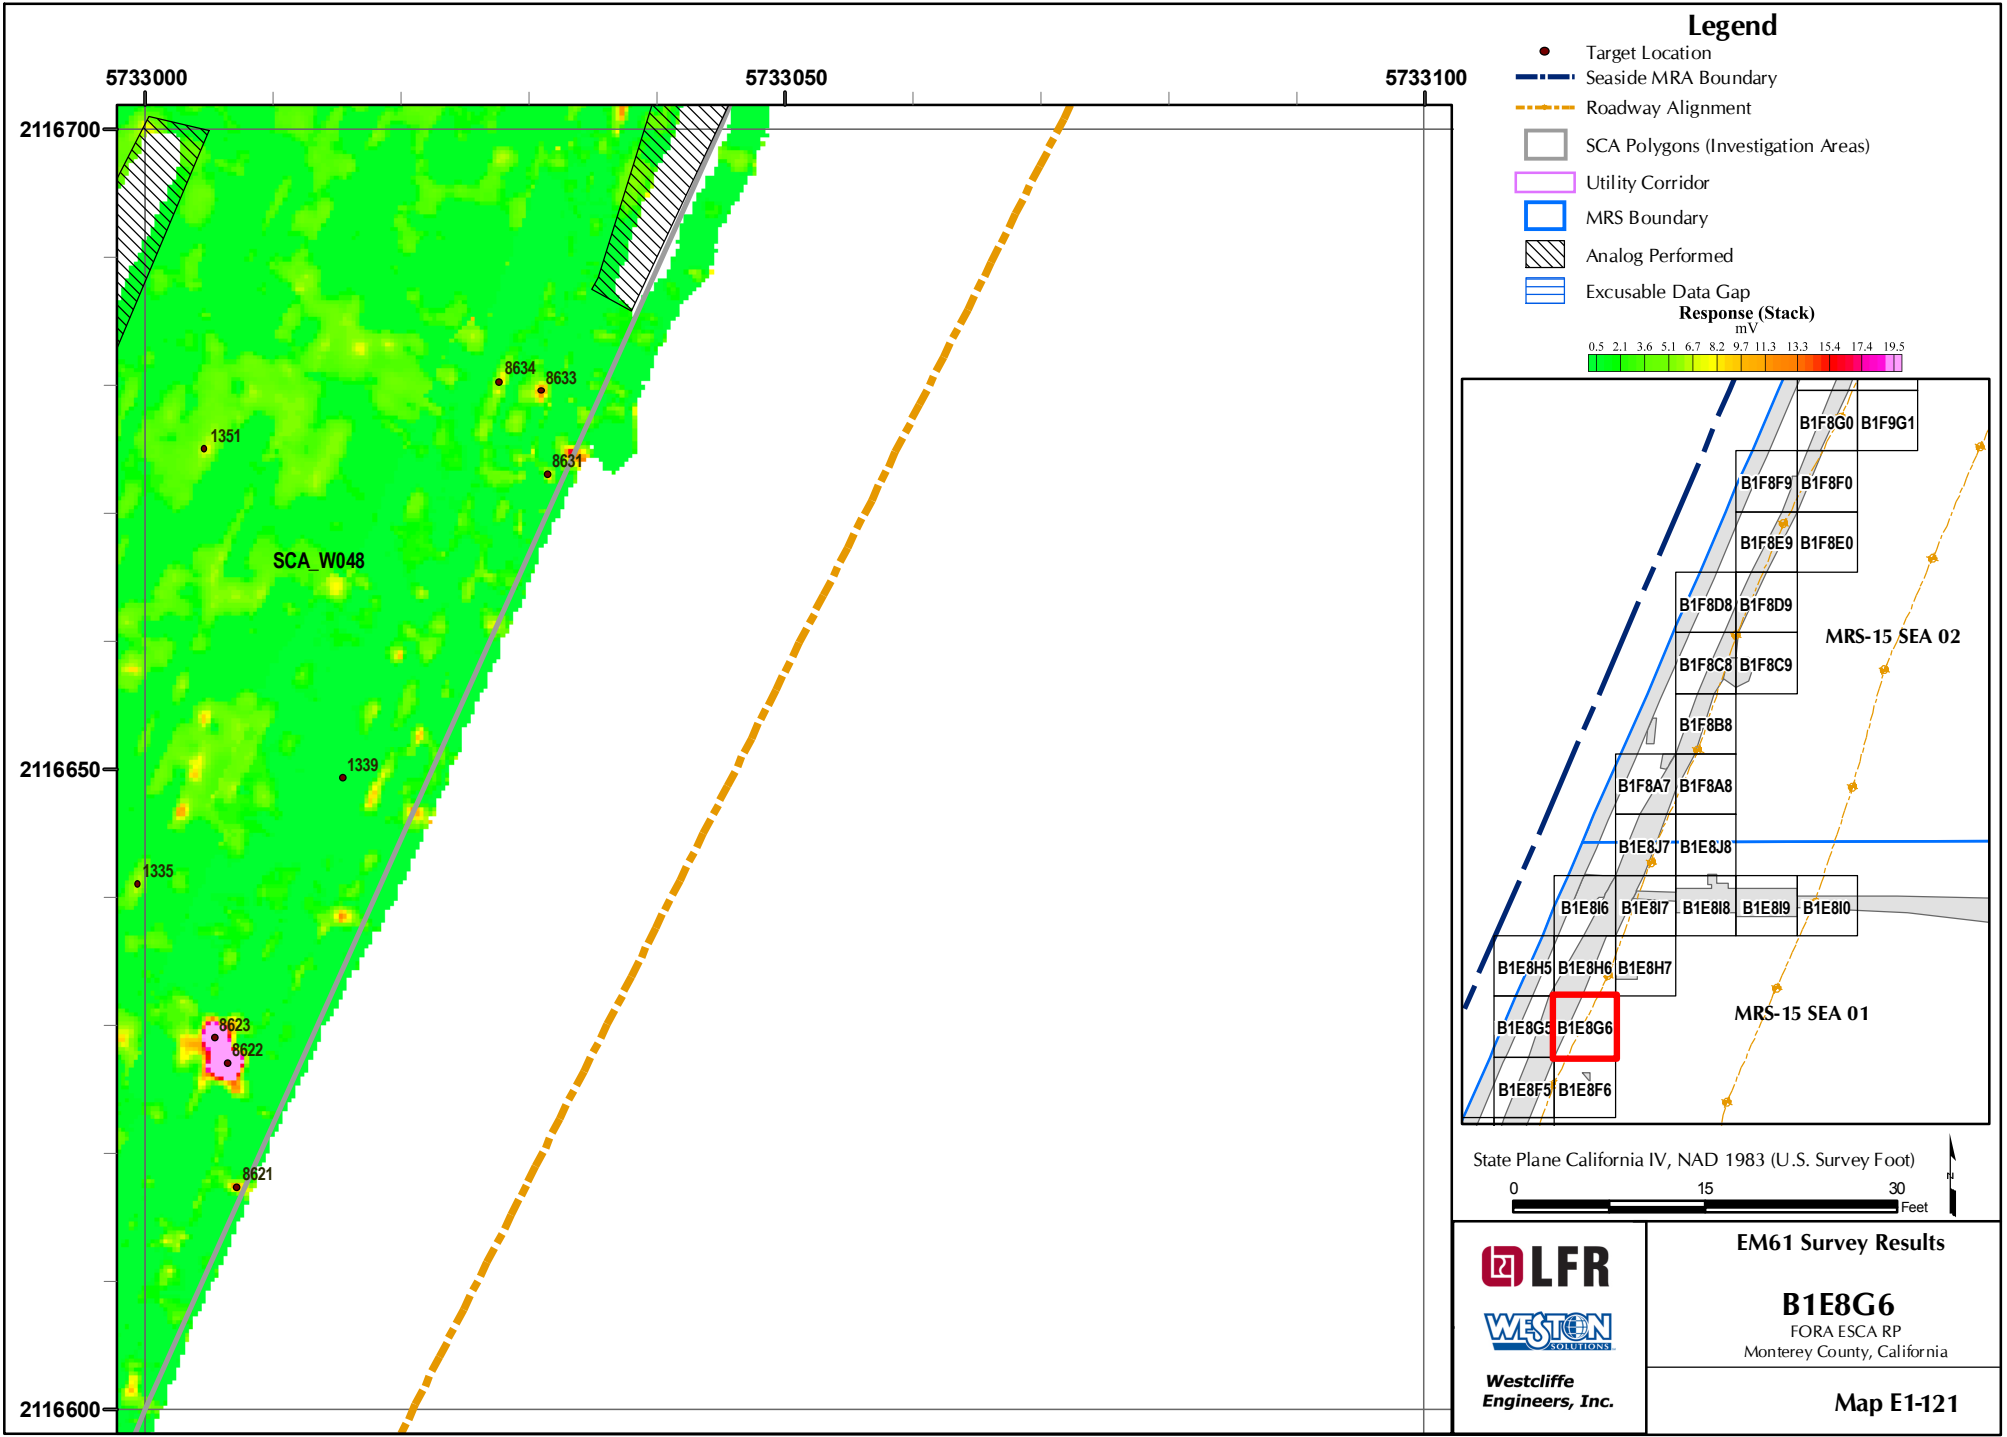 5733000
5733050
5733100
2116700
2116650
2116600
8634
8633
1351
8631
SCA_W048
1339
1335
8623
8622
8621
Legend
Target Location
Seaside MRA Boundary
Roadway Alignment
SCA Polygons (Investigation Areas)
Utility Corridor
MRS Boundary
Analog Performed
Excusable Data Gap
Response (Stack)
mV
0.5 2.1 3.6 5.1 6.7 8.2 9.7 11.3 13.3 15.4 17.4 19.5
B1F8G0 B1F9G1
B1F8F9 B1F8F0
B1F8E9 B1F8E0
B1F8D8 B1F8D9
MRS-15 SEA 02
B1F8C8 B1F8C9
B1F8B8
B1F8A7 B1F8A8
B1E8J7 B1E8J8
B1E8I6 B1E8I7 B1E8I8 B1E8I9 B1E8I0
B1E8H5 B1E8H6 B1E8H7
MRS-15 SEA 01
B1E8G5 B1E8G6
B1E8F5 B1E8F6
State Plane California IV, NAD 1983 (U.S. Survey Foot)
0 15 30
Feet
N
LFR
WESTON
SOLUTIONS
Westcliffe
Engineers, Inc.
EM61 Survey Results
B1E8G6
FORA ESCA RP
Monterey County, California
Map E1-121